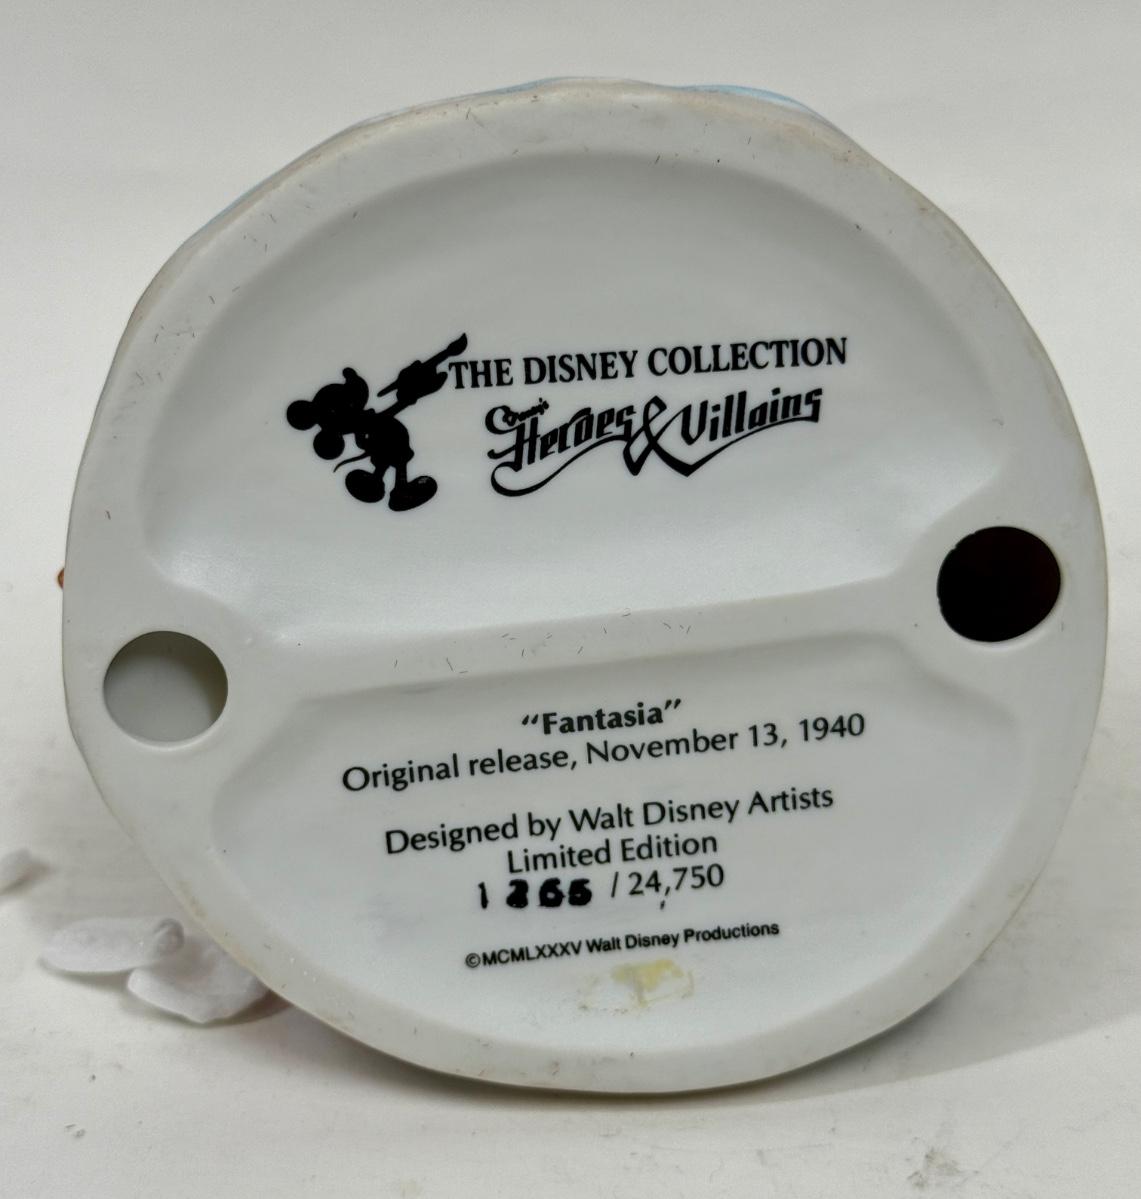 THE DISNEY COLLECTION
Disney's
Heroes & Villains
“Fantasia”
Original release, November 13, 1940
Designed by Walt Disney Artists
Limited Edition
/ 24,750
©MCMLXXXV Walt Disney Productions